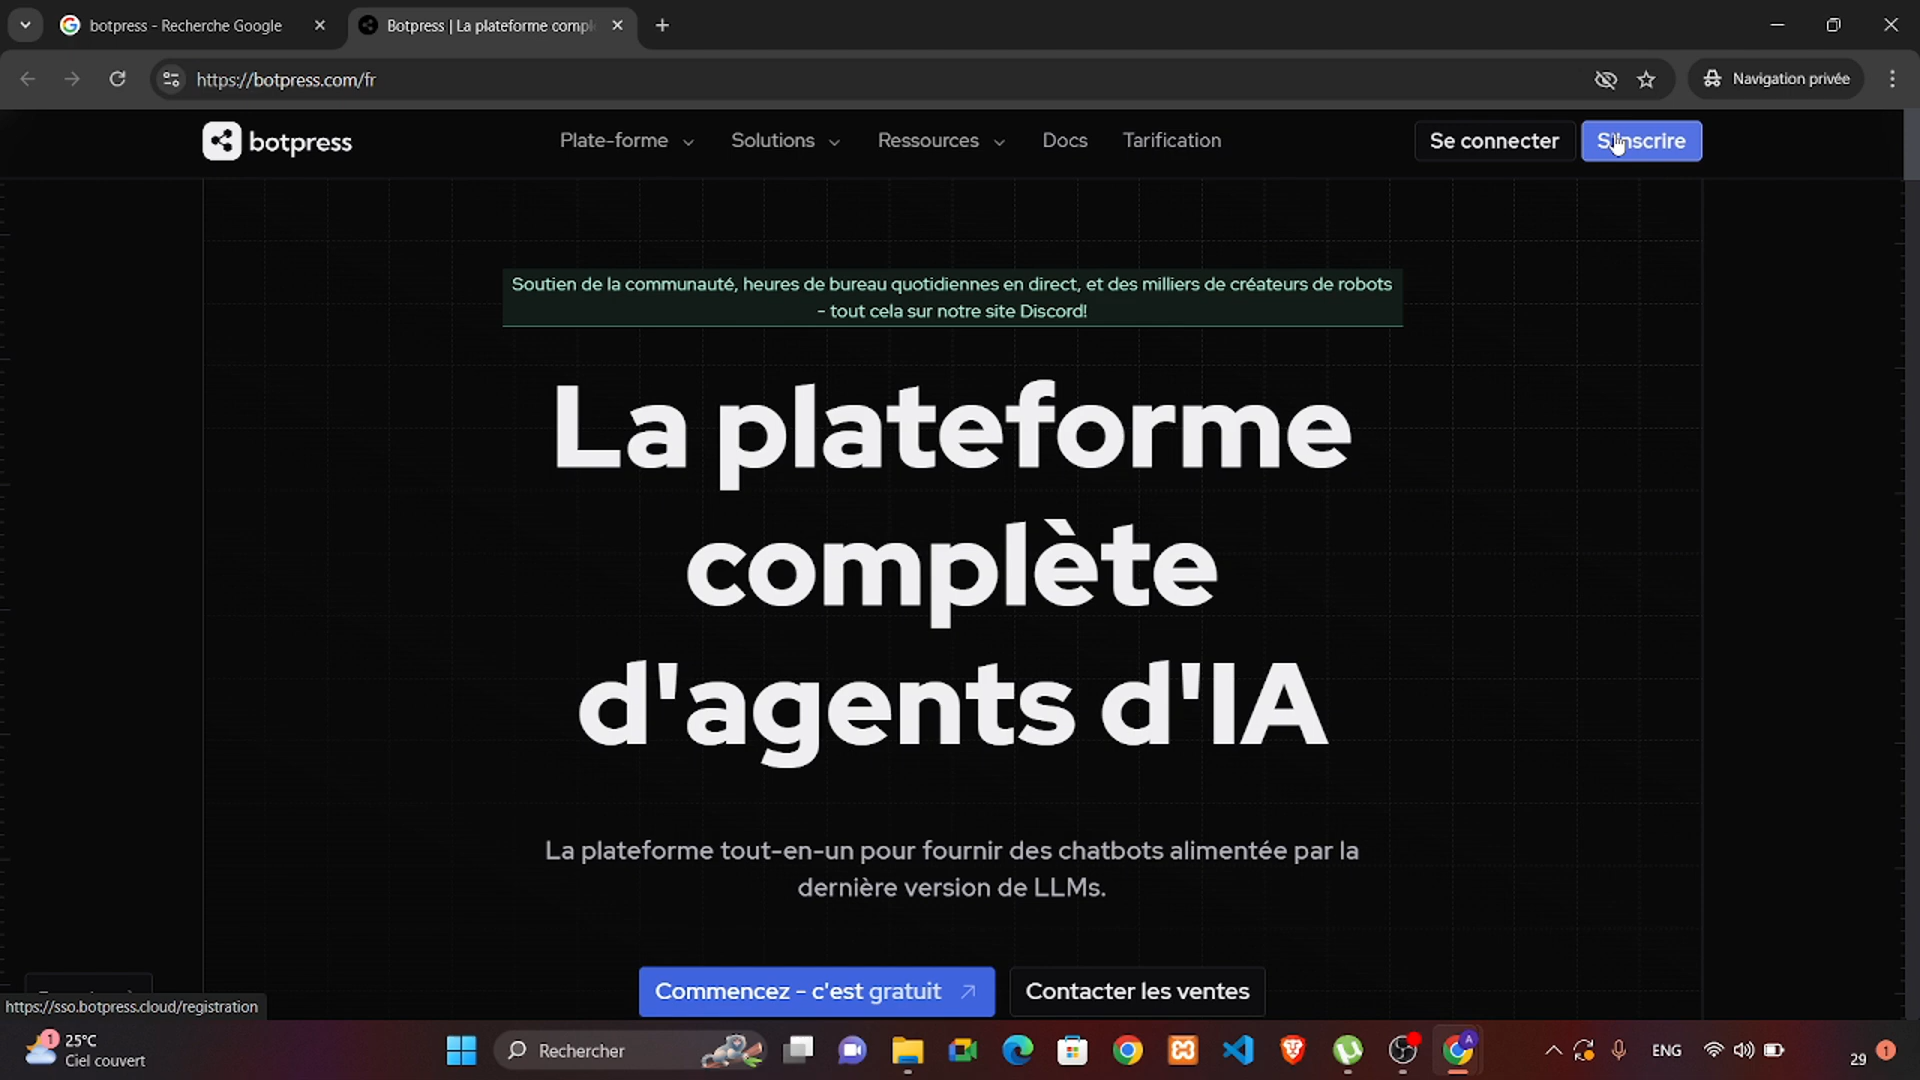 botpress - Recherche Google
Botpress | La plateforme compl
https://botpress.com/fr
Navigation privée
botpress
Plate-forme
Solutions
Ressources
Docs
Tarification
Se connecter
S'inscrire
Soutien de la communauté, heures de bureau quotidiennes en direct, et des milliers de créateurs de robots
- tout cela sur notre site Discord!
La plateforme
complète
d'agents d'IA
La plateforme tout-en-un pour fournir des chatbots alimentée par la
dernière version de LLMs.
Commencez - c'est gratuit
Contacter les ventes
https://sso.botpress.cloud/registration
1
25°C
Ciel couvert
Rechercher
A
ENG
29
1